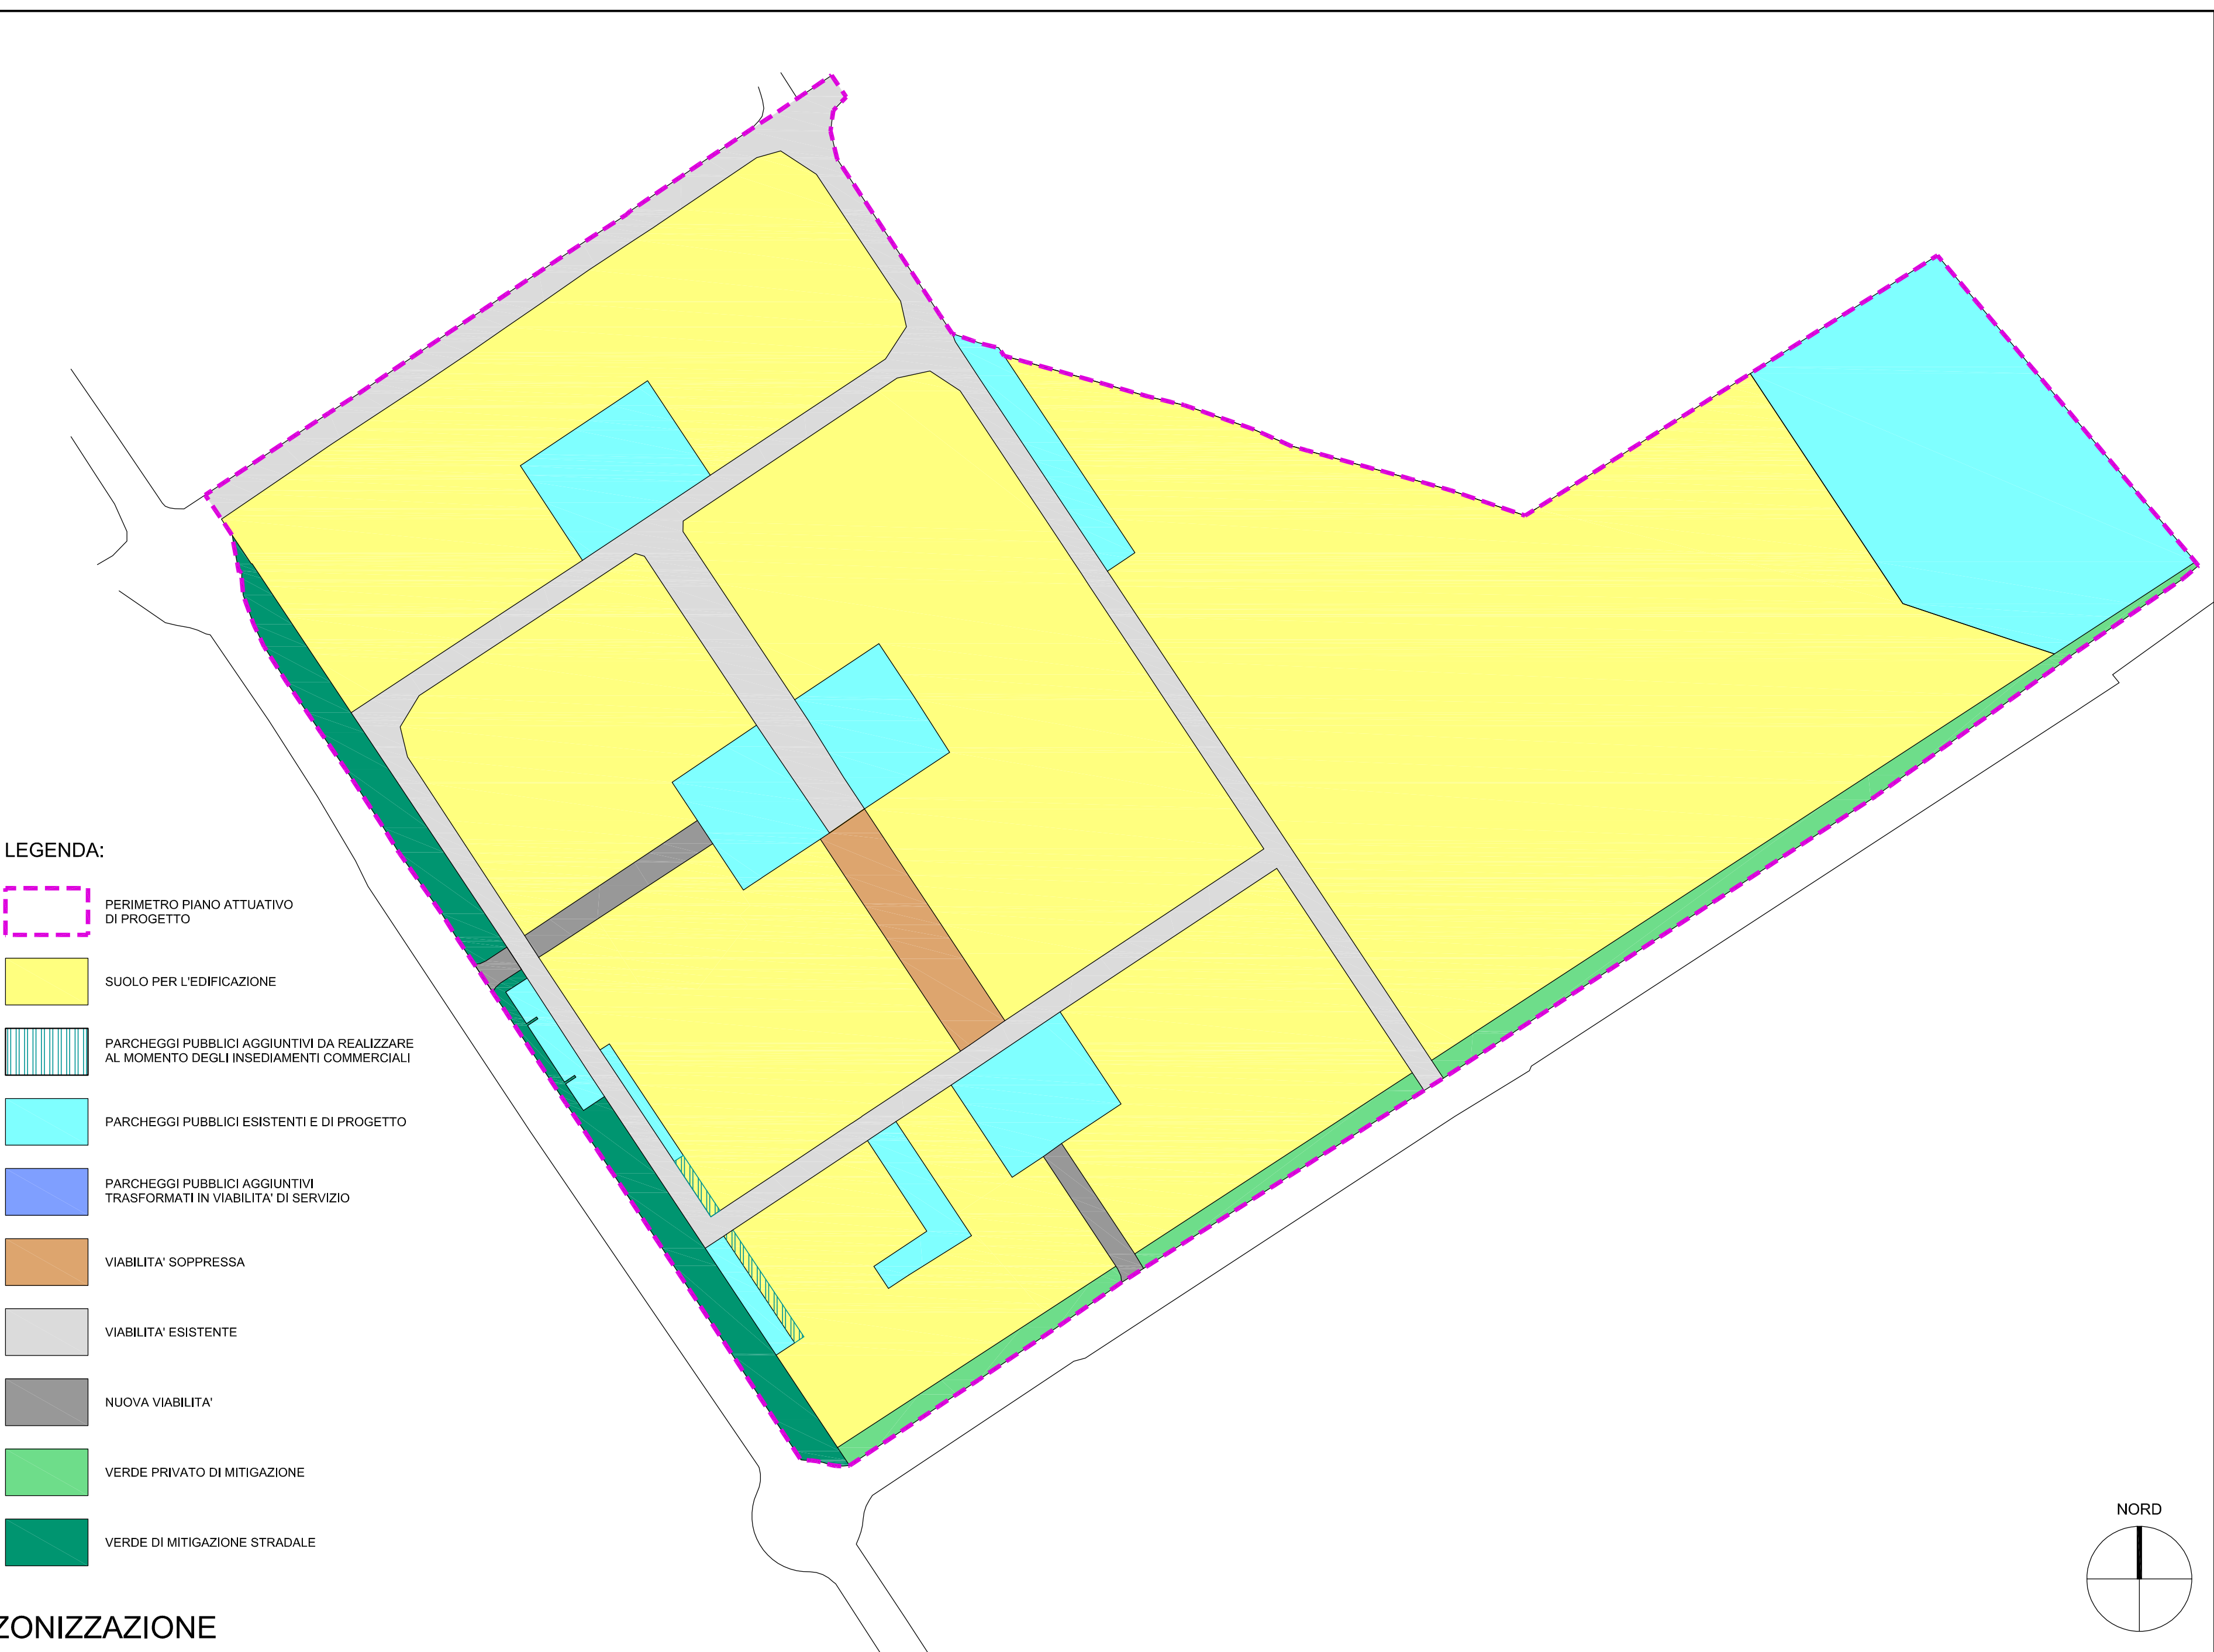 LEGENDA:
PERIMETRO PIANO ATTUATIVO
DI PROGETTO
SUOLO PER L'EDIFICAZIONE
PARCHEGGI PUBBLICI AGGIUNTIVI DA REALIZZARE
AL MOMENTO DEGLI INSEDIAMENTI COMMERCIALI
PARCHEGGI PUBBLICI ESISTENTI E DI PROGETTO
PARCHEGGI PUBBLICI AGGIUNTIVI
TRASFORMATI IN VIABILITA' DI SERVIZIO
VIABILITA' SOPPRESSA
VIABILITA' ESISTENTE
NUOVA VIABILITA'
VERDE PRIVATO DI MITIGAZIONE
VERDE DI MITIGAZIONE STRADALE
NORD
ZONIZZAZIONE